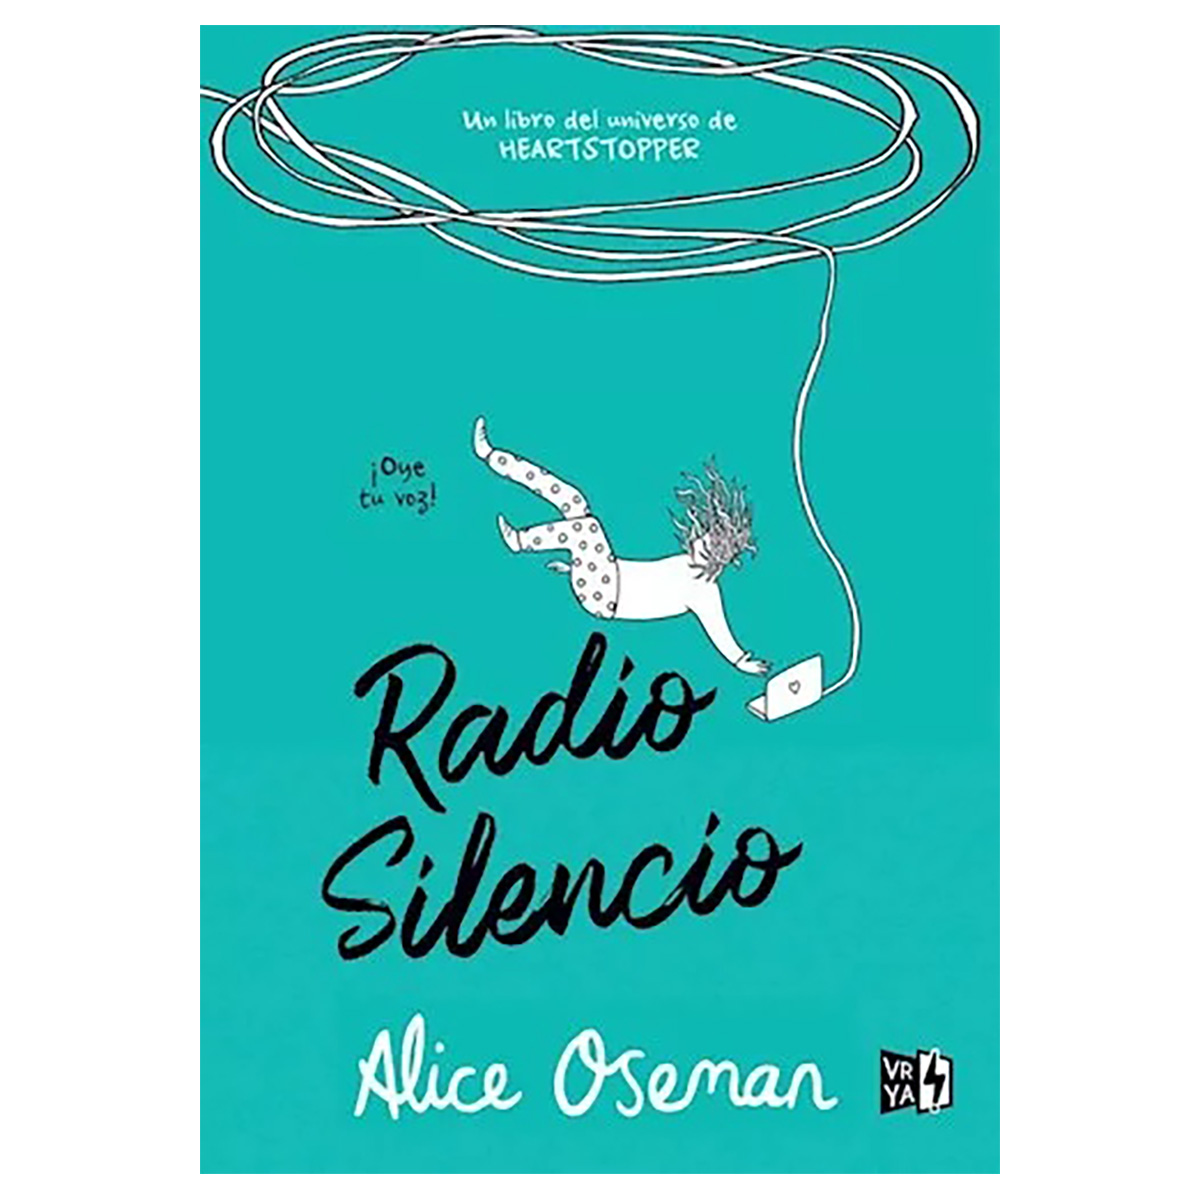 Un libro del universo de
HEARTSTOPPER
¡Oye
tu voz!
Radio
Silencio
Alice Oseman
VR
YA